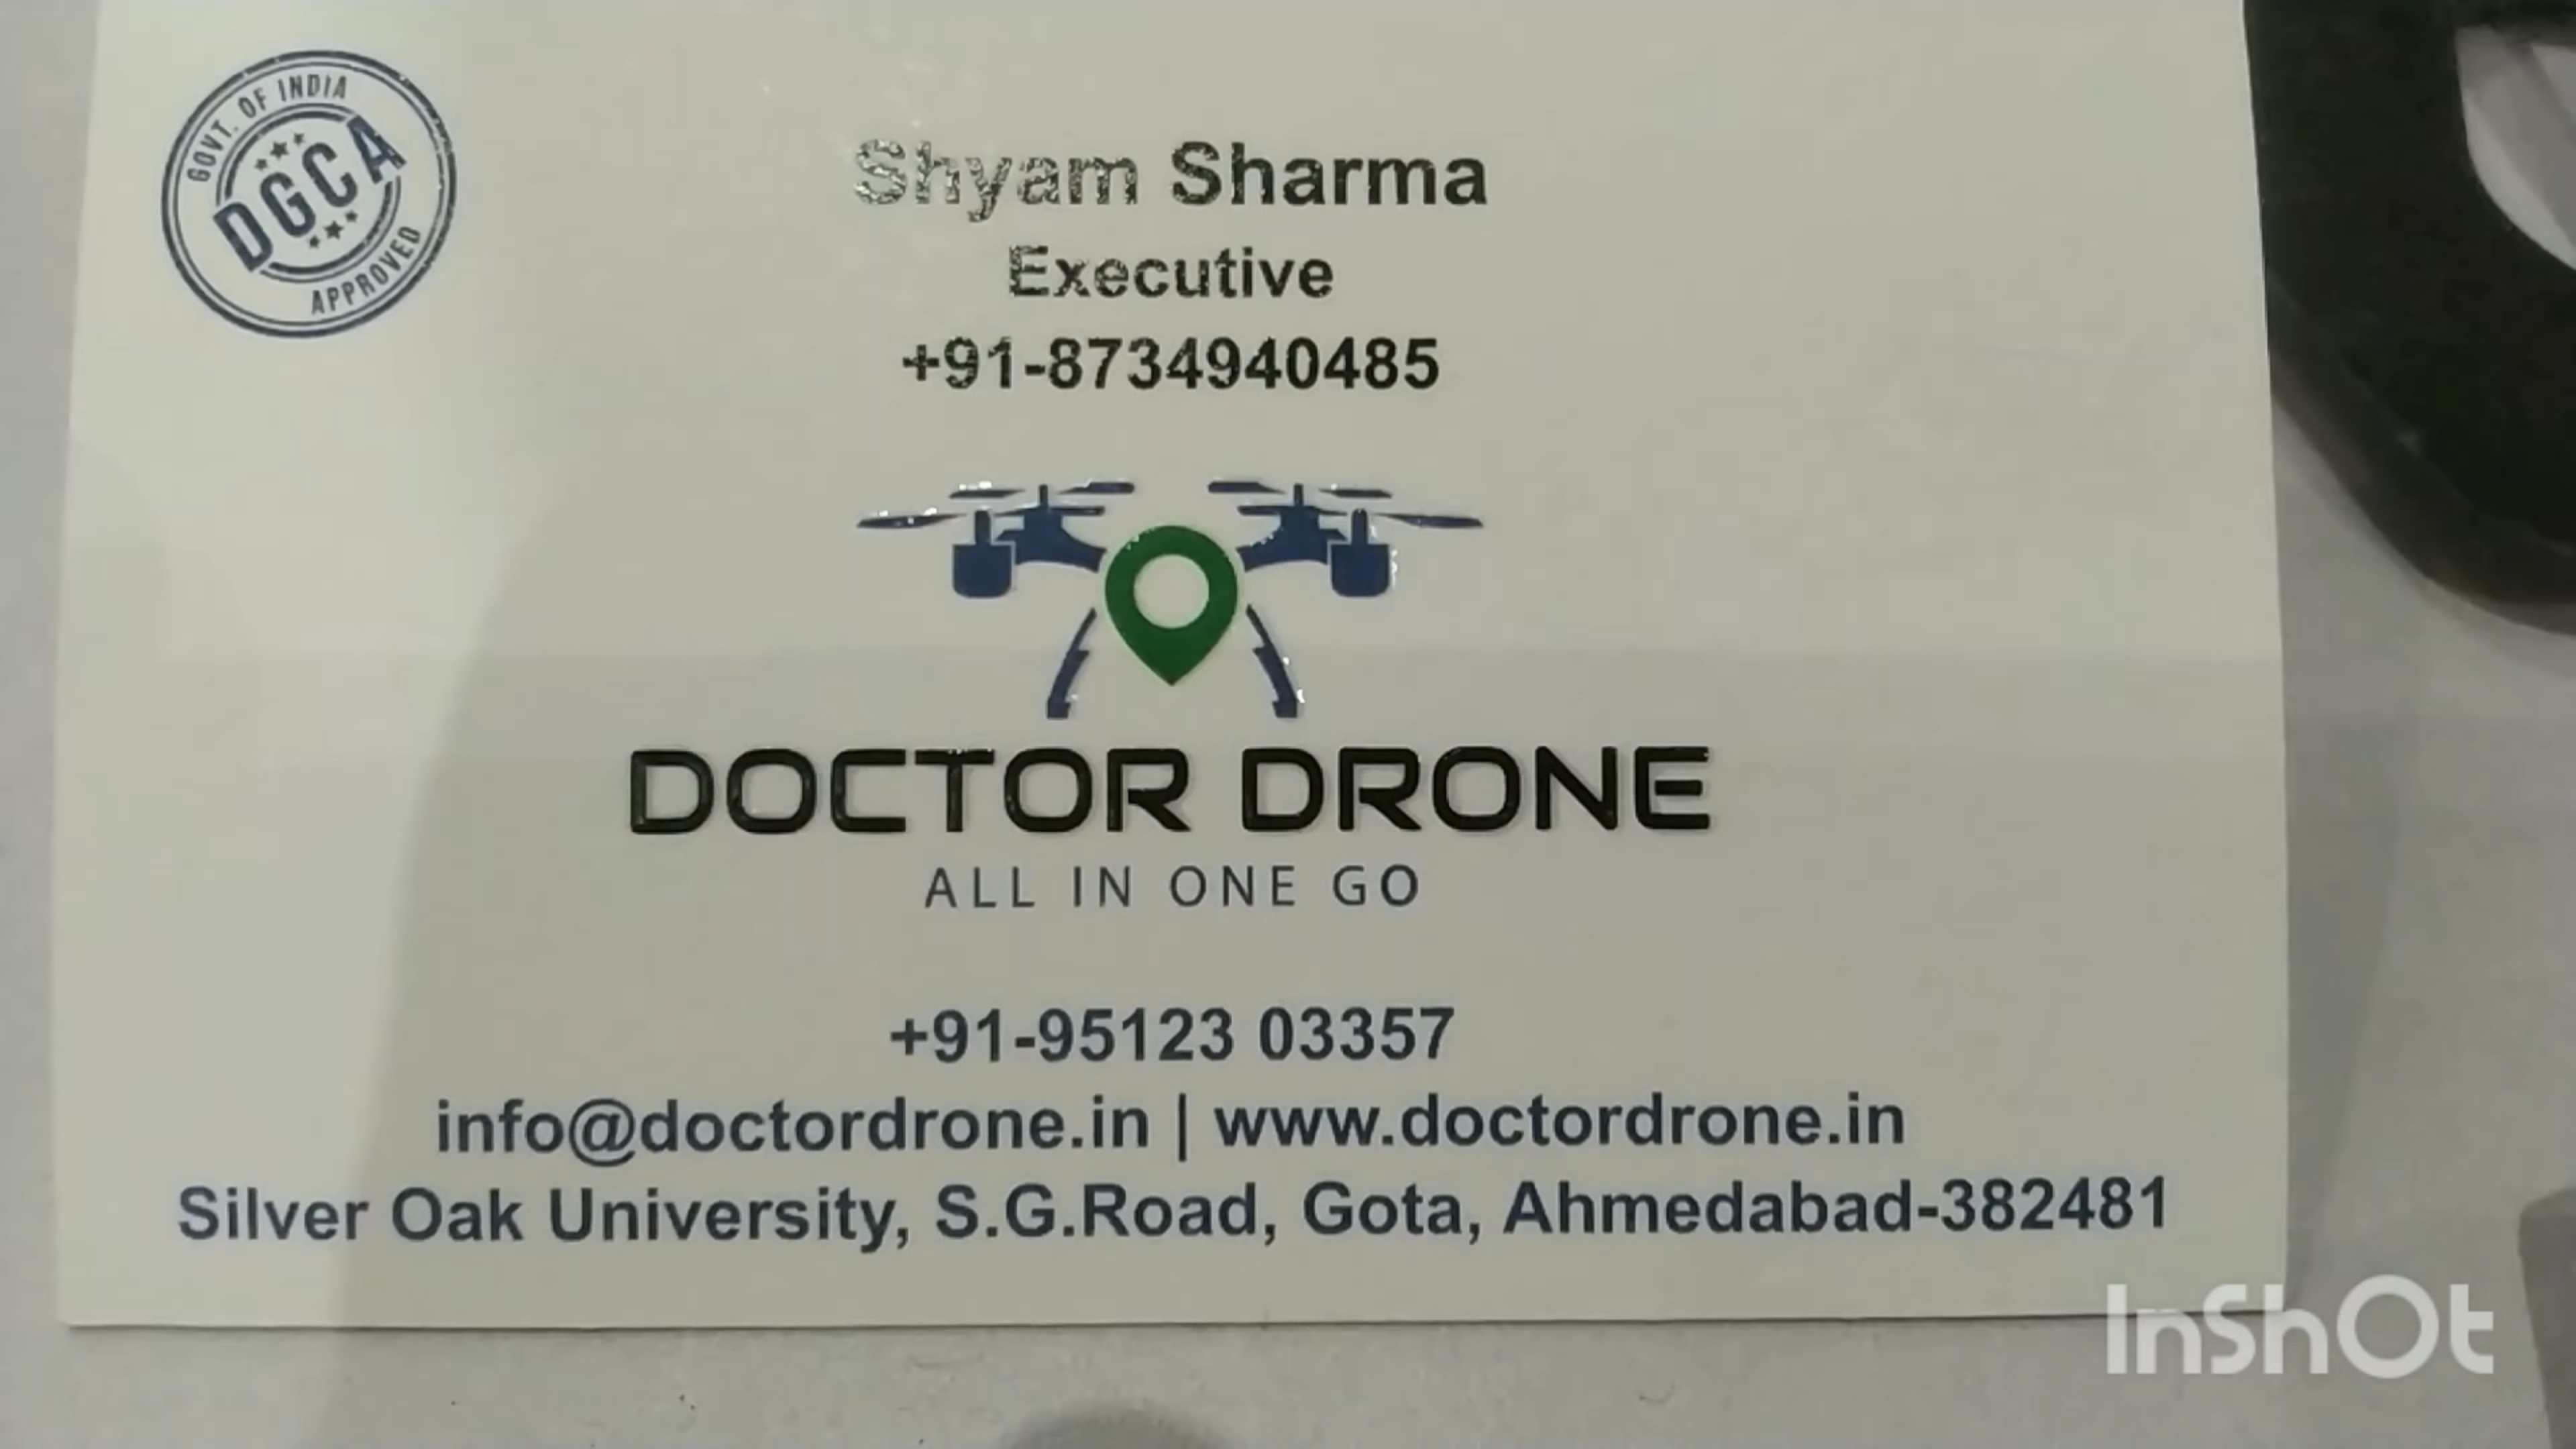 GOVT. OF INDIA
DGCA
APPROVED
Shyam Sharma
Executive
+91-8734940485
DOCTOR DRONE
ALL IN ONE GO
+91-95123 03357
info@doctordrone.in | www.doctordrone.in
Silver Oak University, S.G.Road, Gota, Ahmedabad-382481
InShOt